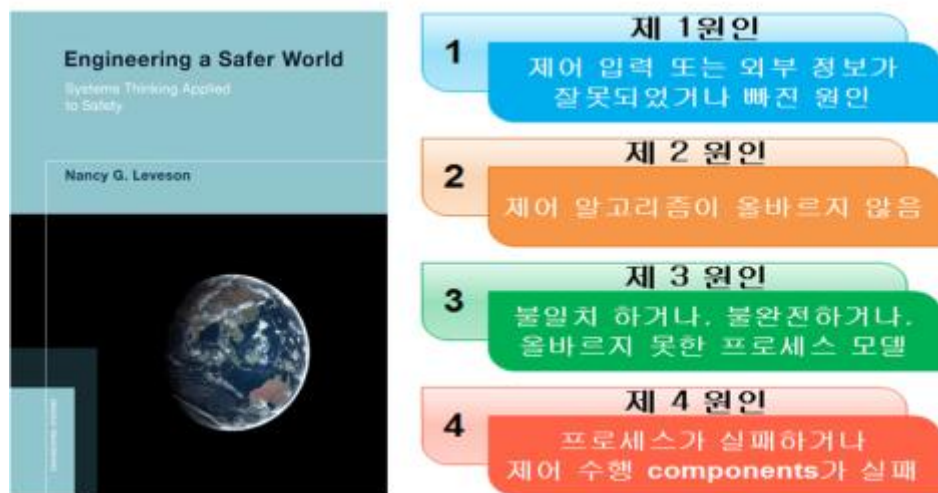 Engineering a Safer World
Systems Thinking Applied
to Safety
Nancy G. Leveson
1
제 1원인
제어 입력 또는 외부 정보가
잘못되었거나 빠진 원인
2
제 2 원인
제어 알고리즘이 올바르지 않음
3
제 3 원인
불일치 하거나, 불완전하거나,
올바르지 못한 프로세스 모델
4
제 4 원인
프로세스가 실패하거나
제어 수행 components가 실패